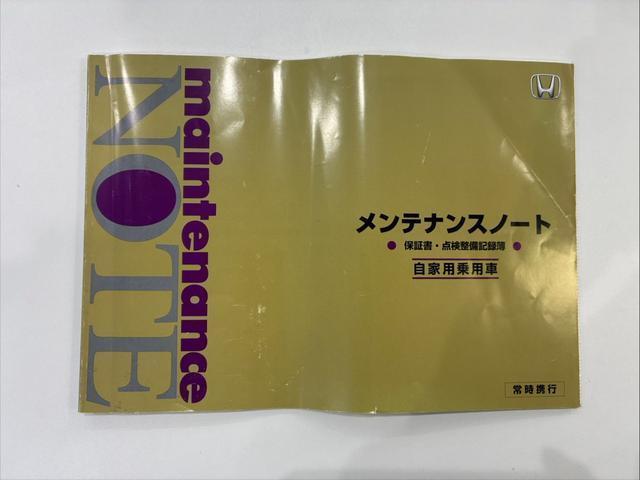 maintenance
NOTE
メンテナンスノート
● 保証書・点検整備記録簿 ●
自家用乗用車
常時携行